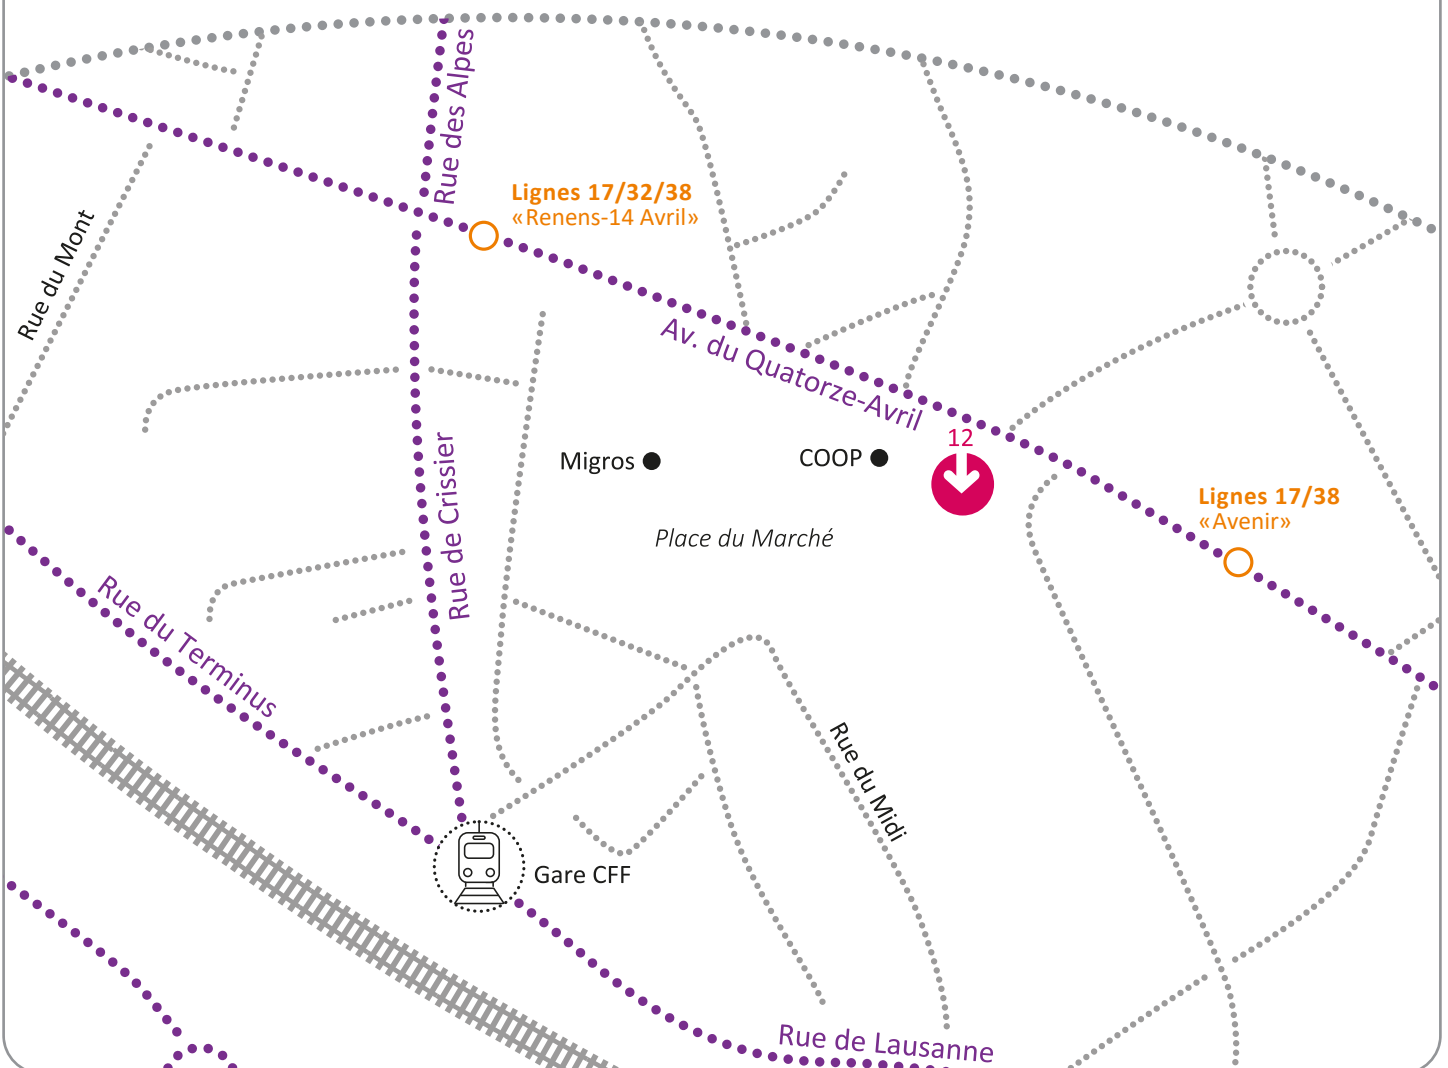 Rue des Alpes
Lignes 17/32/38
«Renens-14 Avril»
Rue du Mont
Av. du Quatorze-Avril
12
Migros
COOP
Rue de Crissier
Lignes 17/38
«Avenir»
Place du Marché
Rue du Terminus
Rue du Midi
Gare CFF
Rue de Lausanne